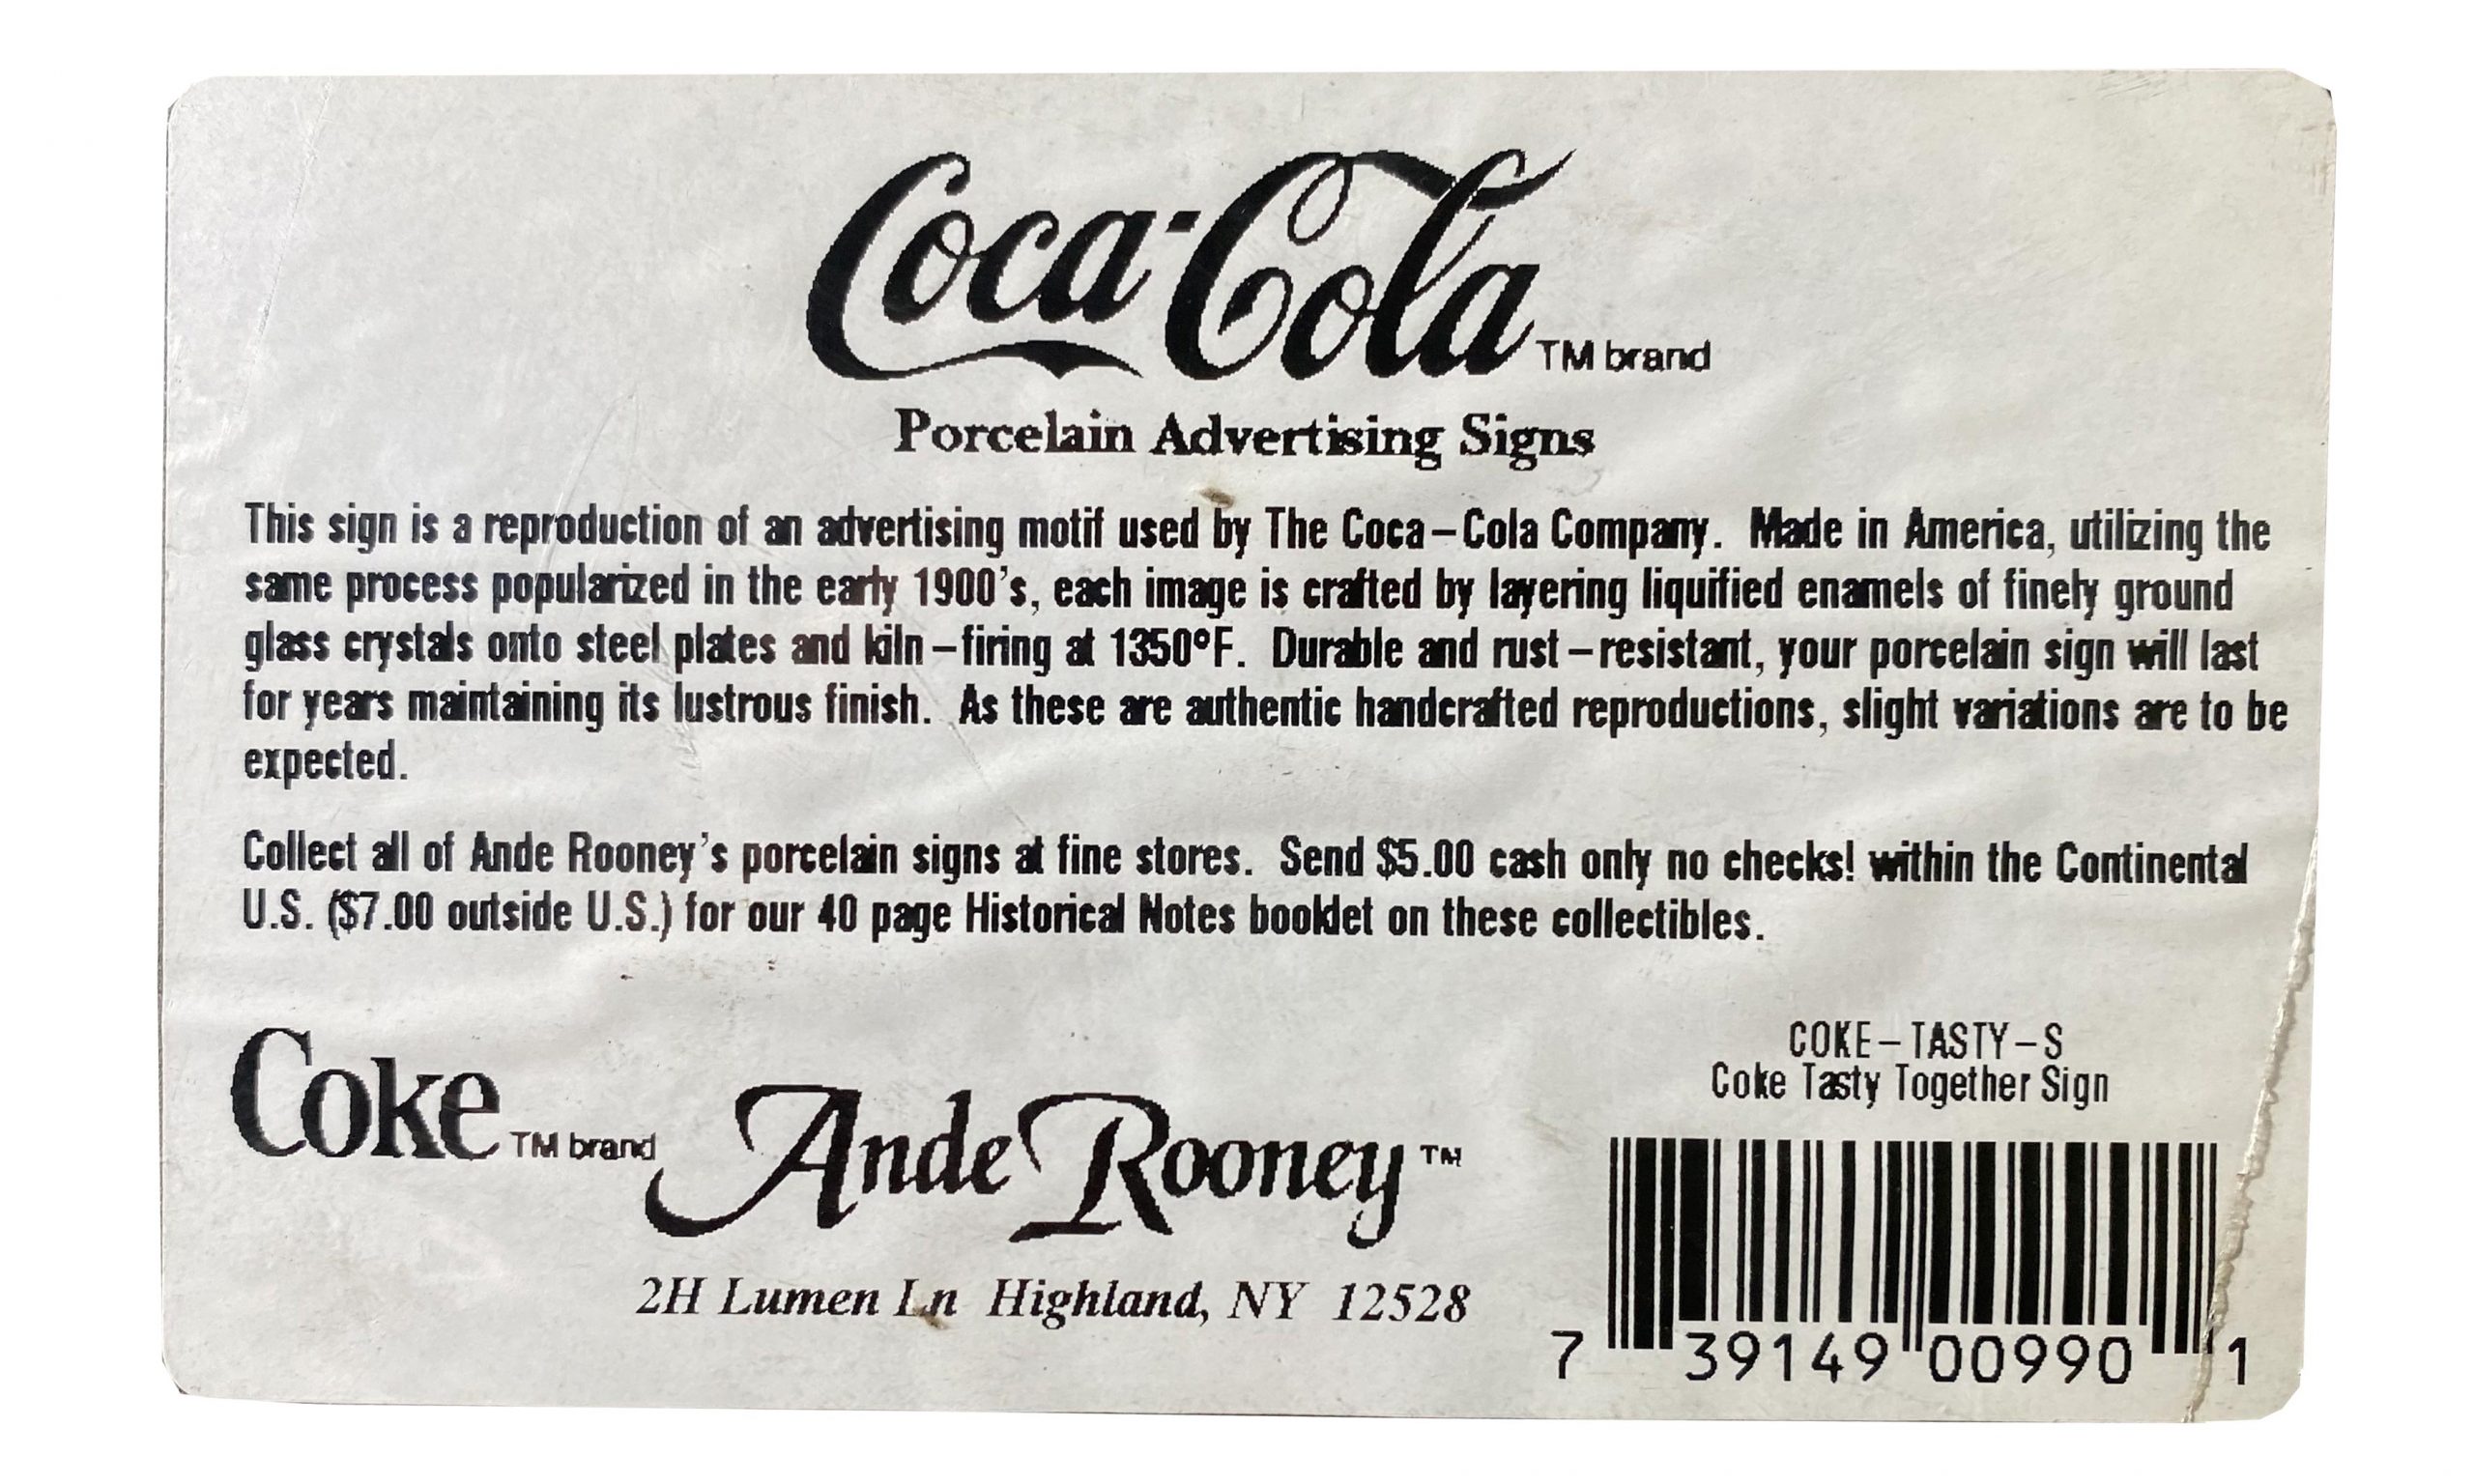 Coca-Cola TM brand
Porcelain Advertising Signs
This sign is a reproduction of an advertising motif used by The Coca-Cola Company. Made in America, utilizing the
same process popularized in the early 1900's, each image is crafted by layering liquified enamels of finely ground
glass crystals onto steel plates and kiln-firing at 1350°F. Durable and rust-resistant, your porcelain sign will last
for years maintaining its lustrous finish. As these are authentic handcrafted reproductions, slight variations are to be
expected.
Collect all of Ande Rooney's porcelain signs at fine stores. Send $5.00 cash only no checks! within the Continental
U.S. ($7.00 outside U.S.) for our 40 page Historical Notes booklet on these collectibles.
Coke TM brand
Ande Rooney TM
2H Lumen Ln Highland, NY 12528
COKE-TASTY-S
Coke Tasty Together Sign
7 39149 00990 1